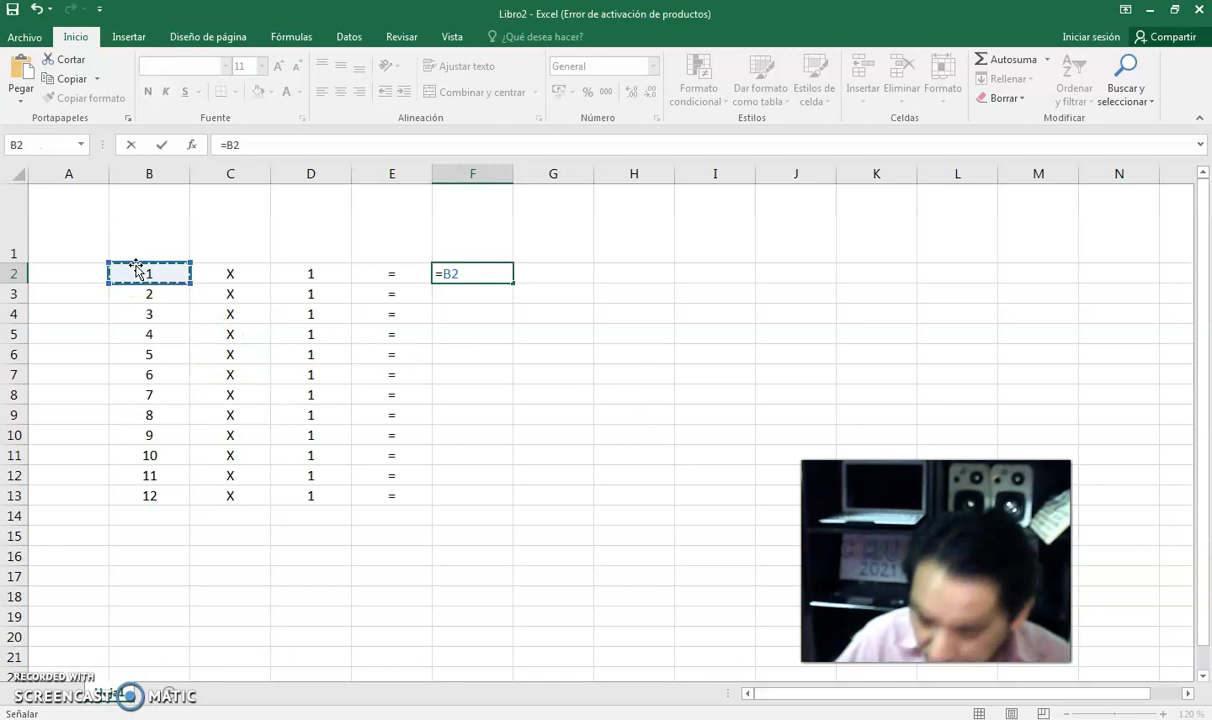 Libro2 - Excel (Error de activación de productos)
Archivo Inicio Insertar Diseño de página Fórmulas Datos Revisar Vista ¿Qué desea hacer? Iniciar sesión Compartir
Pegar
Cortar
Copiar
Copiar formato
Portapapeles
11
N K S
A
Fuente
Ajustar texto
Combinar y centrar
Alineación
General
% 000
Número
Formato condicional
Dar formato como tabla
Estilos de celda
Estilos
Insertar Eliminar Formato
Celdas
Autosuma
Rellenar
Borrar
Ordenar y filtrar
Buscar y seleccionar
Modificar
B2 fx =B2
A B C D E F G H I J K L M N
1
2 1 X 1 = =B2
3 2 X 1 =
4 3 X 1 =
5 4 X 1 =
6 5 X 1 =
7 6 X 1 =
8 7 X 1 =
9 8 X 1 =
10 9 X 1 =
11 10 X 1 =
12 11 X 1 =
13 12 X 1 =
14
15
16
17
18
19
20
21
2021
RECORDED WITH
SCREENCAST MATIC
Señalar 120 %